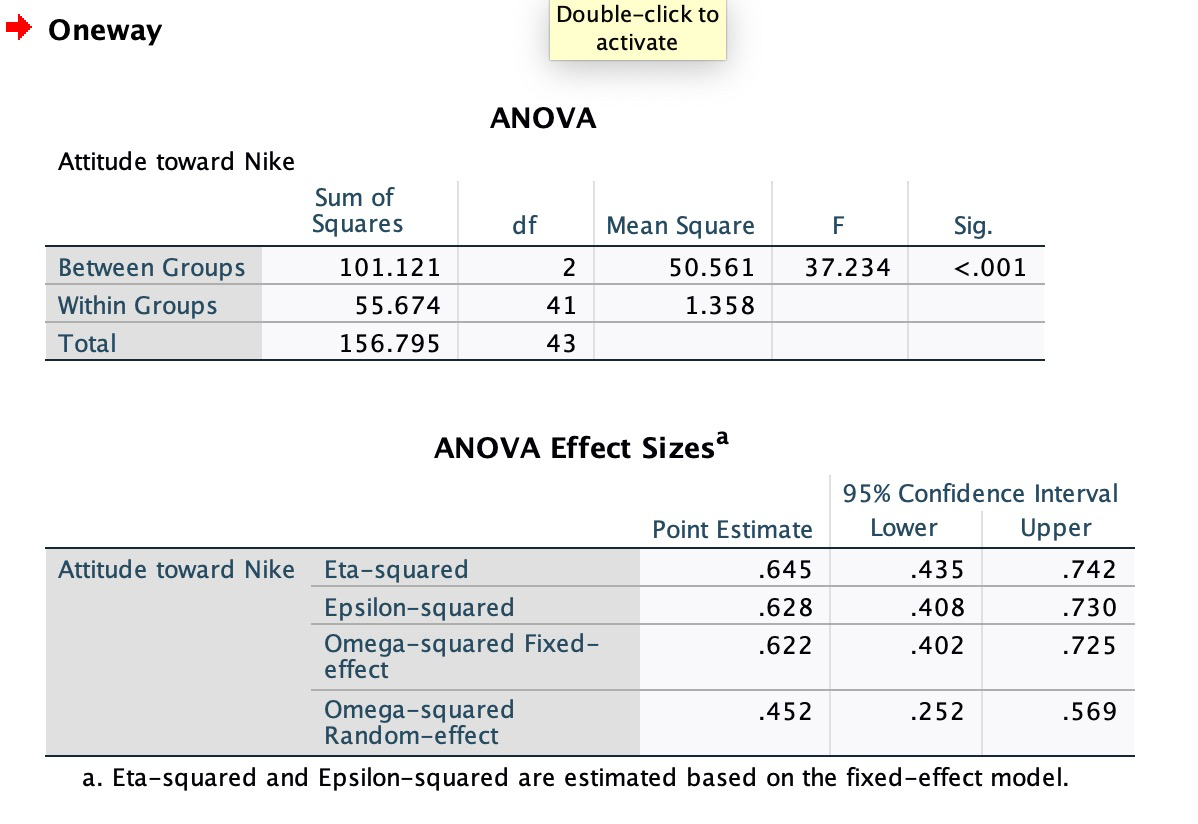 Double-click to
activate
Oneway
ANOVA
Attitude toward Nike
Sum of
Squares df Mean Square F Sig.
Between Groups 101.121 2 50.561 37.234 <.001
Within Groups 55.674 41 1.358
Total 156.795 43
ANOVA Effect Sizesa
95% Confidence Interval
Point Estimate Lower Upper
Attitude toward Nike Eta-squared .645 .435 .742
Epsilon-squared .628 .408 .730
Omega-squared Fixed-
effect .622 .402 .725
Omega-squared
Random-effect .452 .252 .569
a. Eta-squared and Epsilon-squared are estimated based on the fixed-effect model.